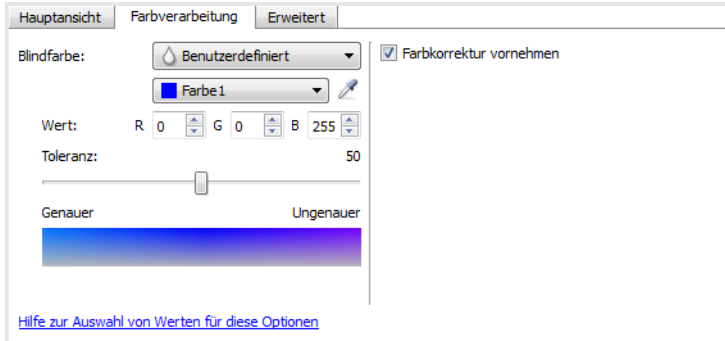 Hauptansicht Farbverarbeitung Erweitert
Blindfarbe: Benutzerdefiniert
Farbkorrektur vornehmen
Farbe1
Wert: R 0 G 0 B 255
Toleranz: 50
Genauer Ungenauer
Hilfe zur Auswahl von Werten für diese Optionen